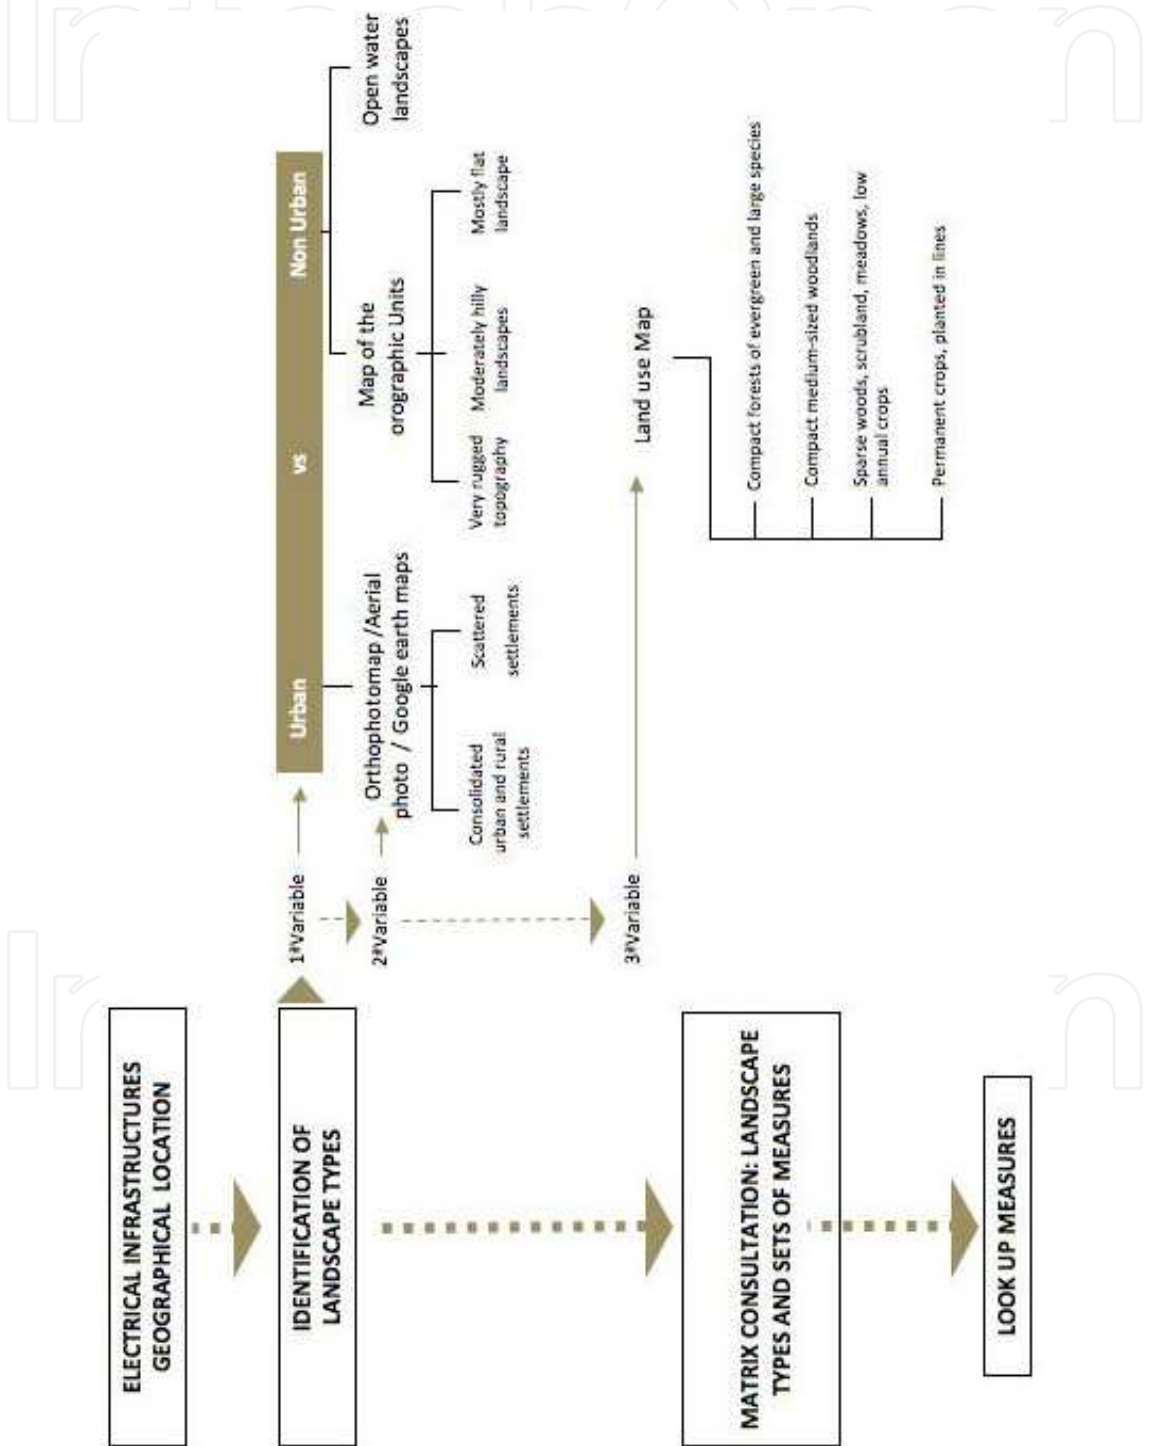 ELECTRICAL INFRASTRUCTURES
GEOGRAPHICAL LOCATION
IDENTIFICATION OF
LANDSCAPE TYPES
1ªVariable
Urban
vs
Non Urban
2ªVariable
Orthophotomap /Aerial
photo / Google earth maps
Map of the
orographic Units
Open water
landscapes
Consolidated
urban and rural
settlements
Scattered
settlements
Very rugged
topography
Moderately hilly
landscapes
Mostly flat
landscape
3ªVariable
Land use Map
Compact forests of evergreen and large species
Compact medium-sized woodlands
Sparse woods, scrubland, meadows, low
annual crops
Permanent crops, planted in lines
MATRIX CONSULTATION: LANDSCAPE
TYPES AND SETS OF MEASURES
LOOK UP MEASURES